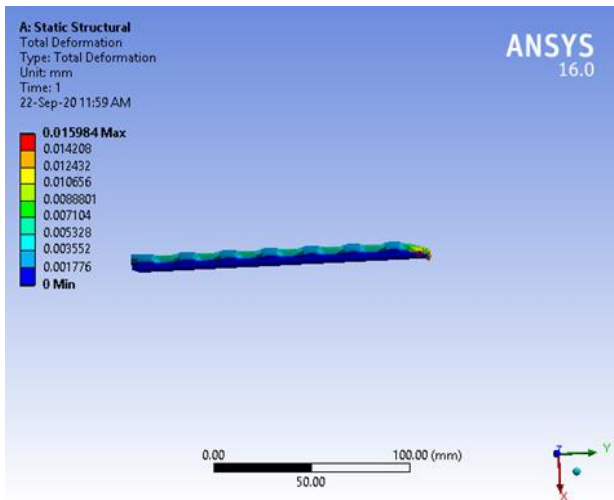 A: Static Structural
Total Deformation
Type: Total Deformation
Unit: mm
Time: 1
22-Sep-20 11:59 AM
ANSYS
16.0
0.015984 Max
0.014208
0.012432
0.010656
0.0088801
0.007104
0.005328
0.003552
0.001776
0 Min
0.00
100.00 (mm)
50.00
Z
Y
X